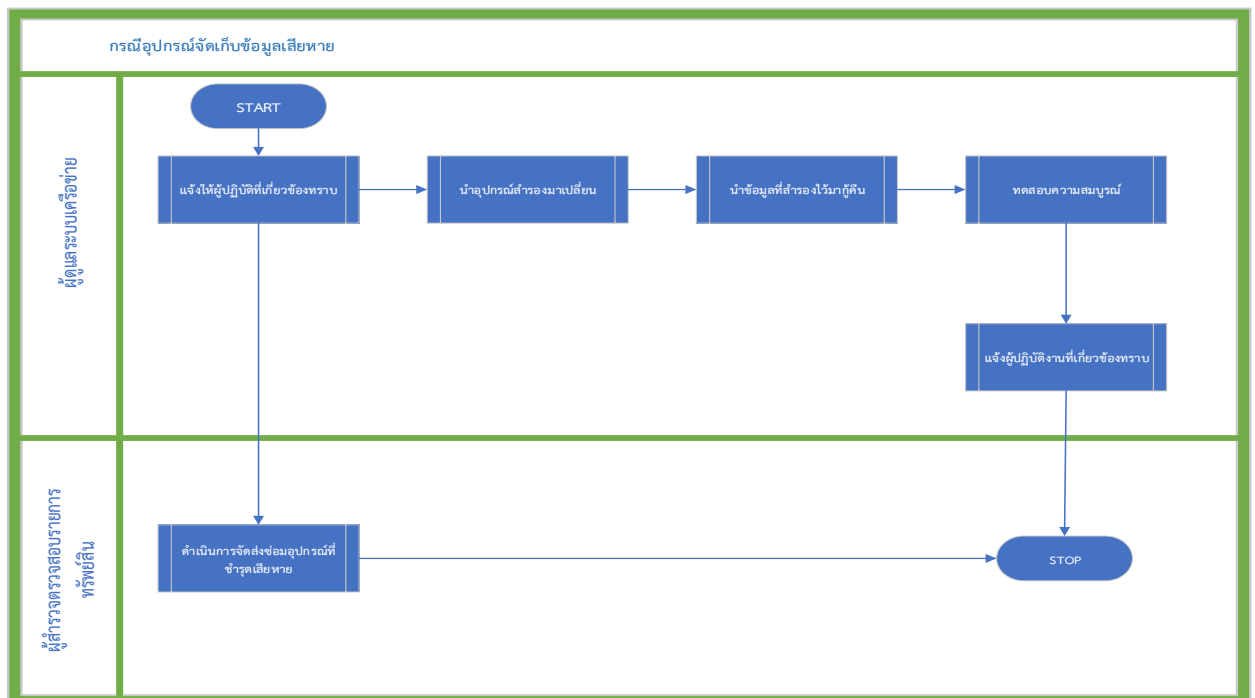 กรณีอุปกรณ์จัดเก็บข้อมูลเสียหาย
ผู้ดูแลระบบเครือข่าย
START
แจ้งให้ผู้ปฏิบัติที่เกี่ยวข้องทราบ
นำอุปกรณ์สำรองมาเปลี่ยน
นำข้อมูลที่สำรองไว้มากู้คืน
ทดสอบความสมบูรณ์
แจ้งผู้ปฏิบัติงานที่เกี่ยวข้องทราบ
ผู้สำรวจตรวจสอบรายการ
ทรัพย์สิน
ดำเนินการจัดส่งซ่อมอุปกรณ์ที่
ชำรุดเสียหาย
STOP